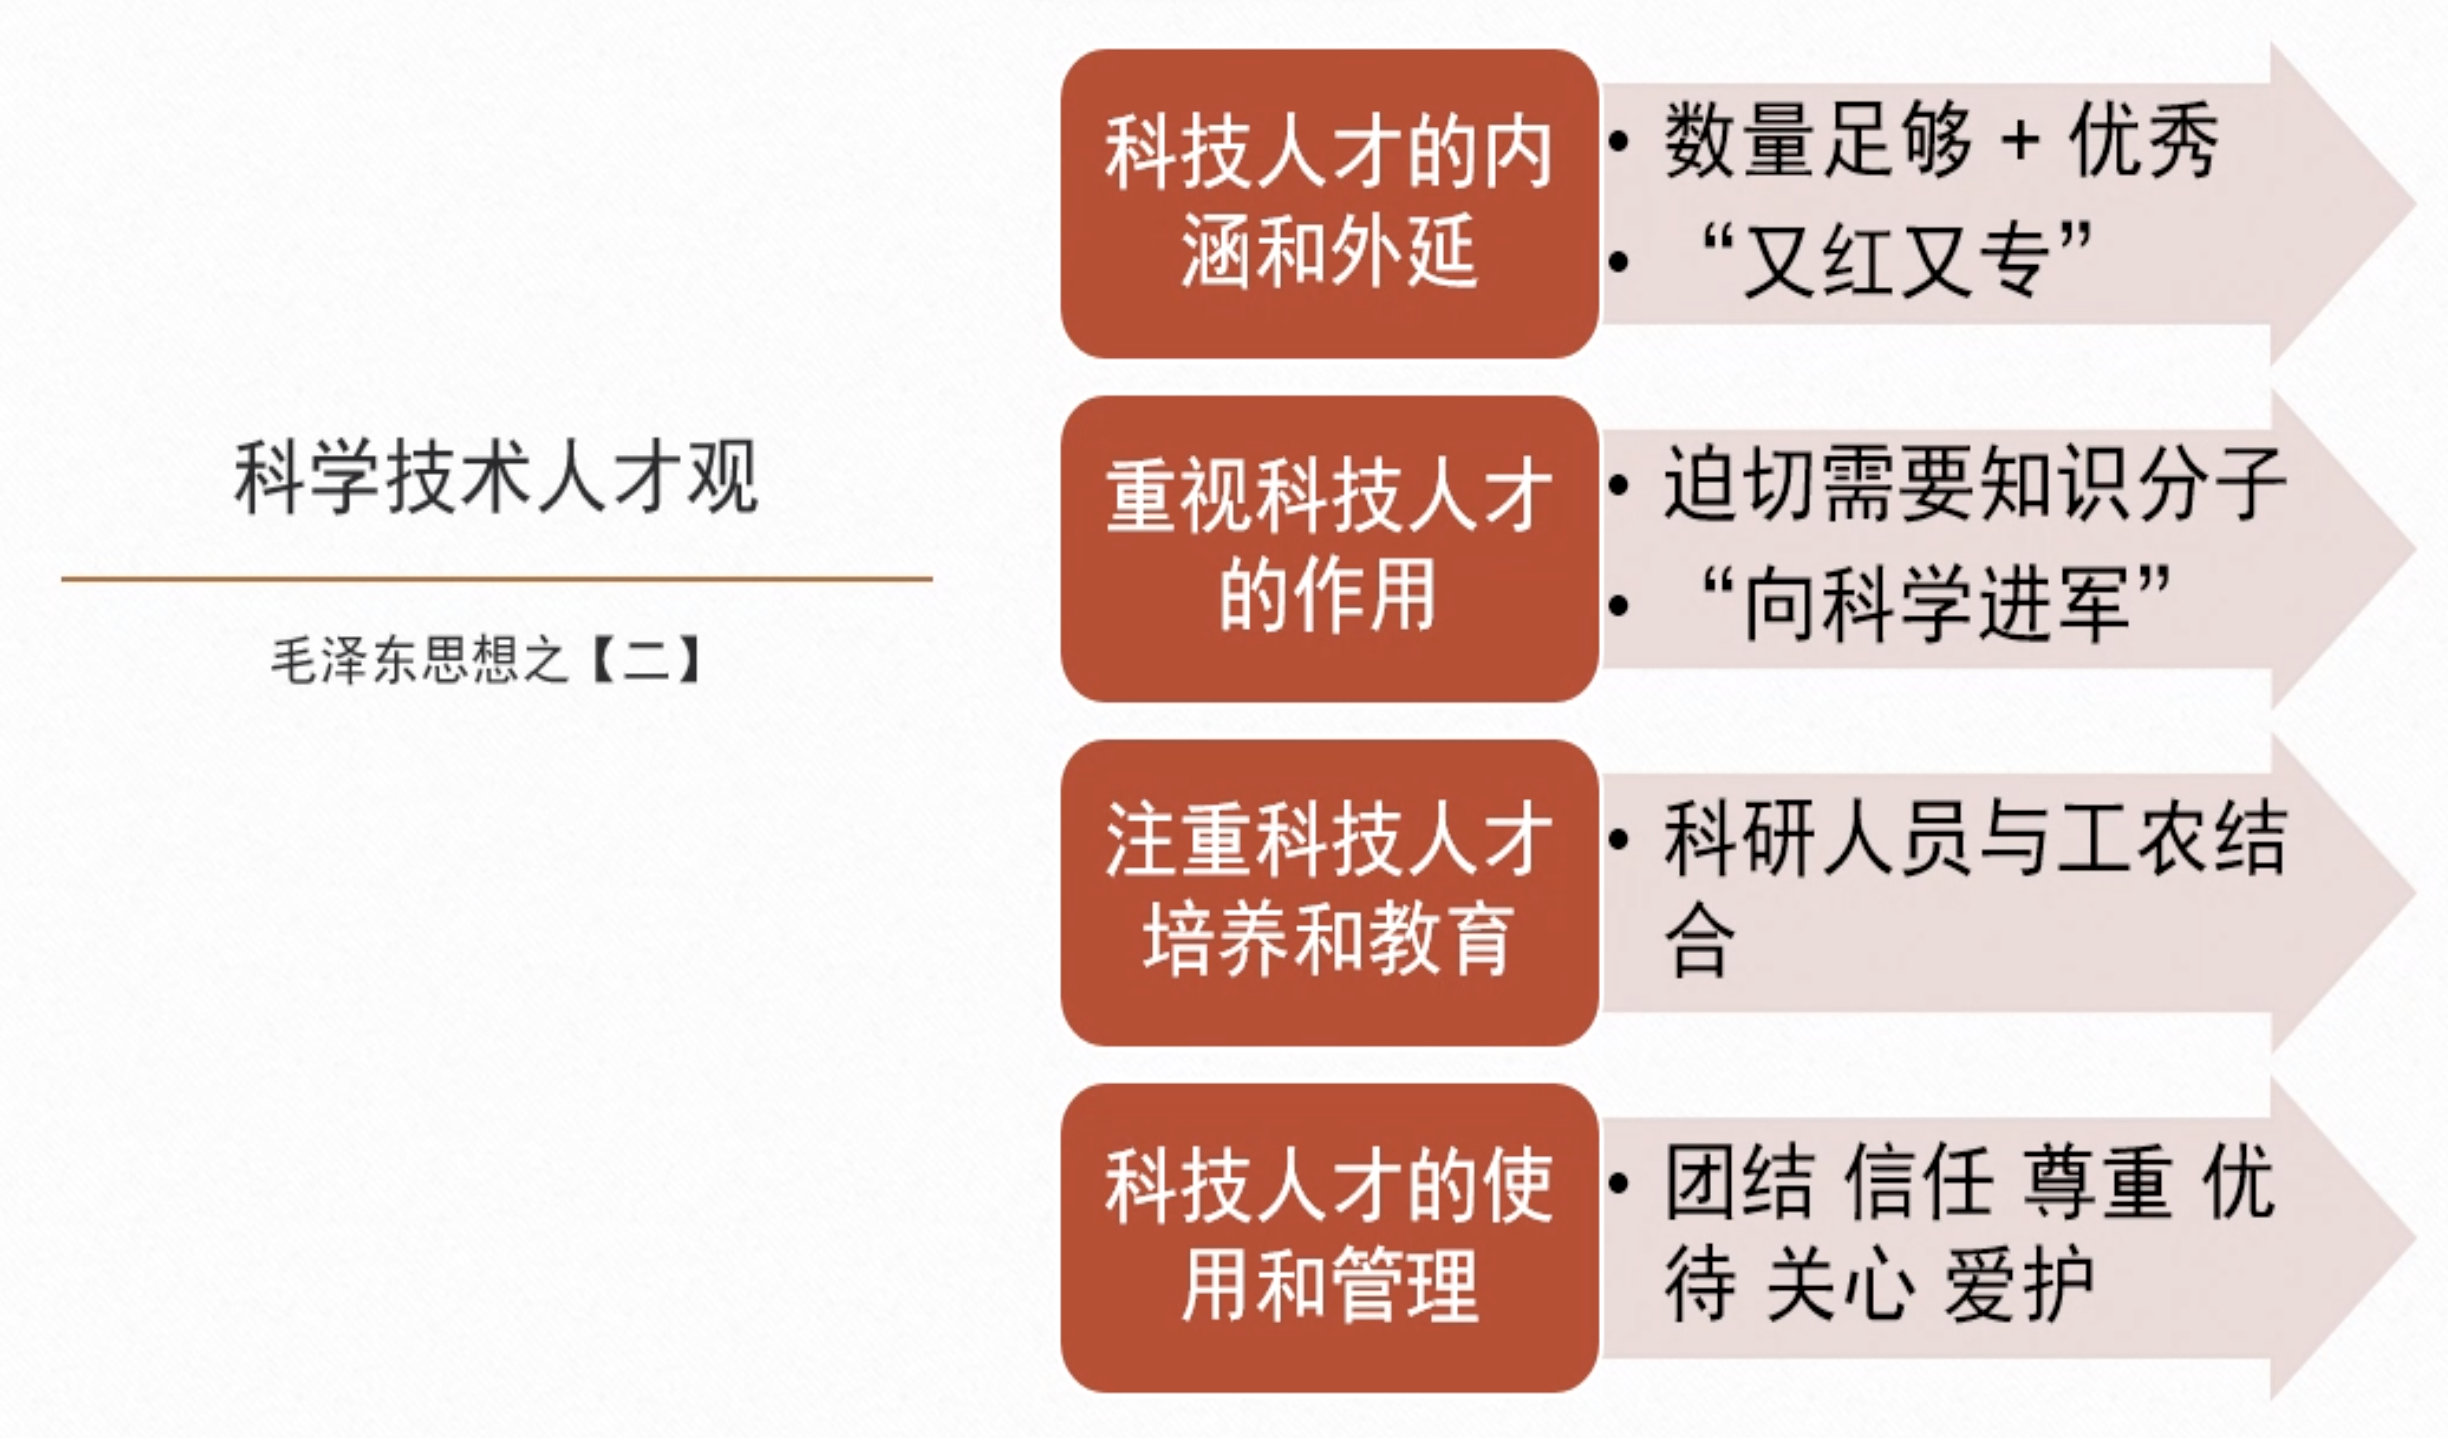 科学技术人才观
毛泽东思想之【二】
科技人才的内
涵和外延
• 数量足够 + 优秀
• “又红又专”
重视科技人才
的作用
• 迫切需要知识分子
• “向科学进军”
注重科技人才
培养和教育
• 科研人员与工农结
合
科技人才的使
用和管理
• 团结 信任 尊重 优
待 关心 爱护